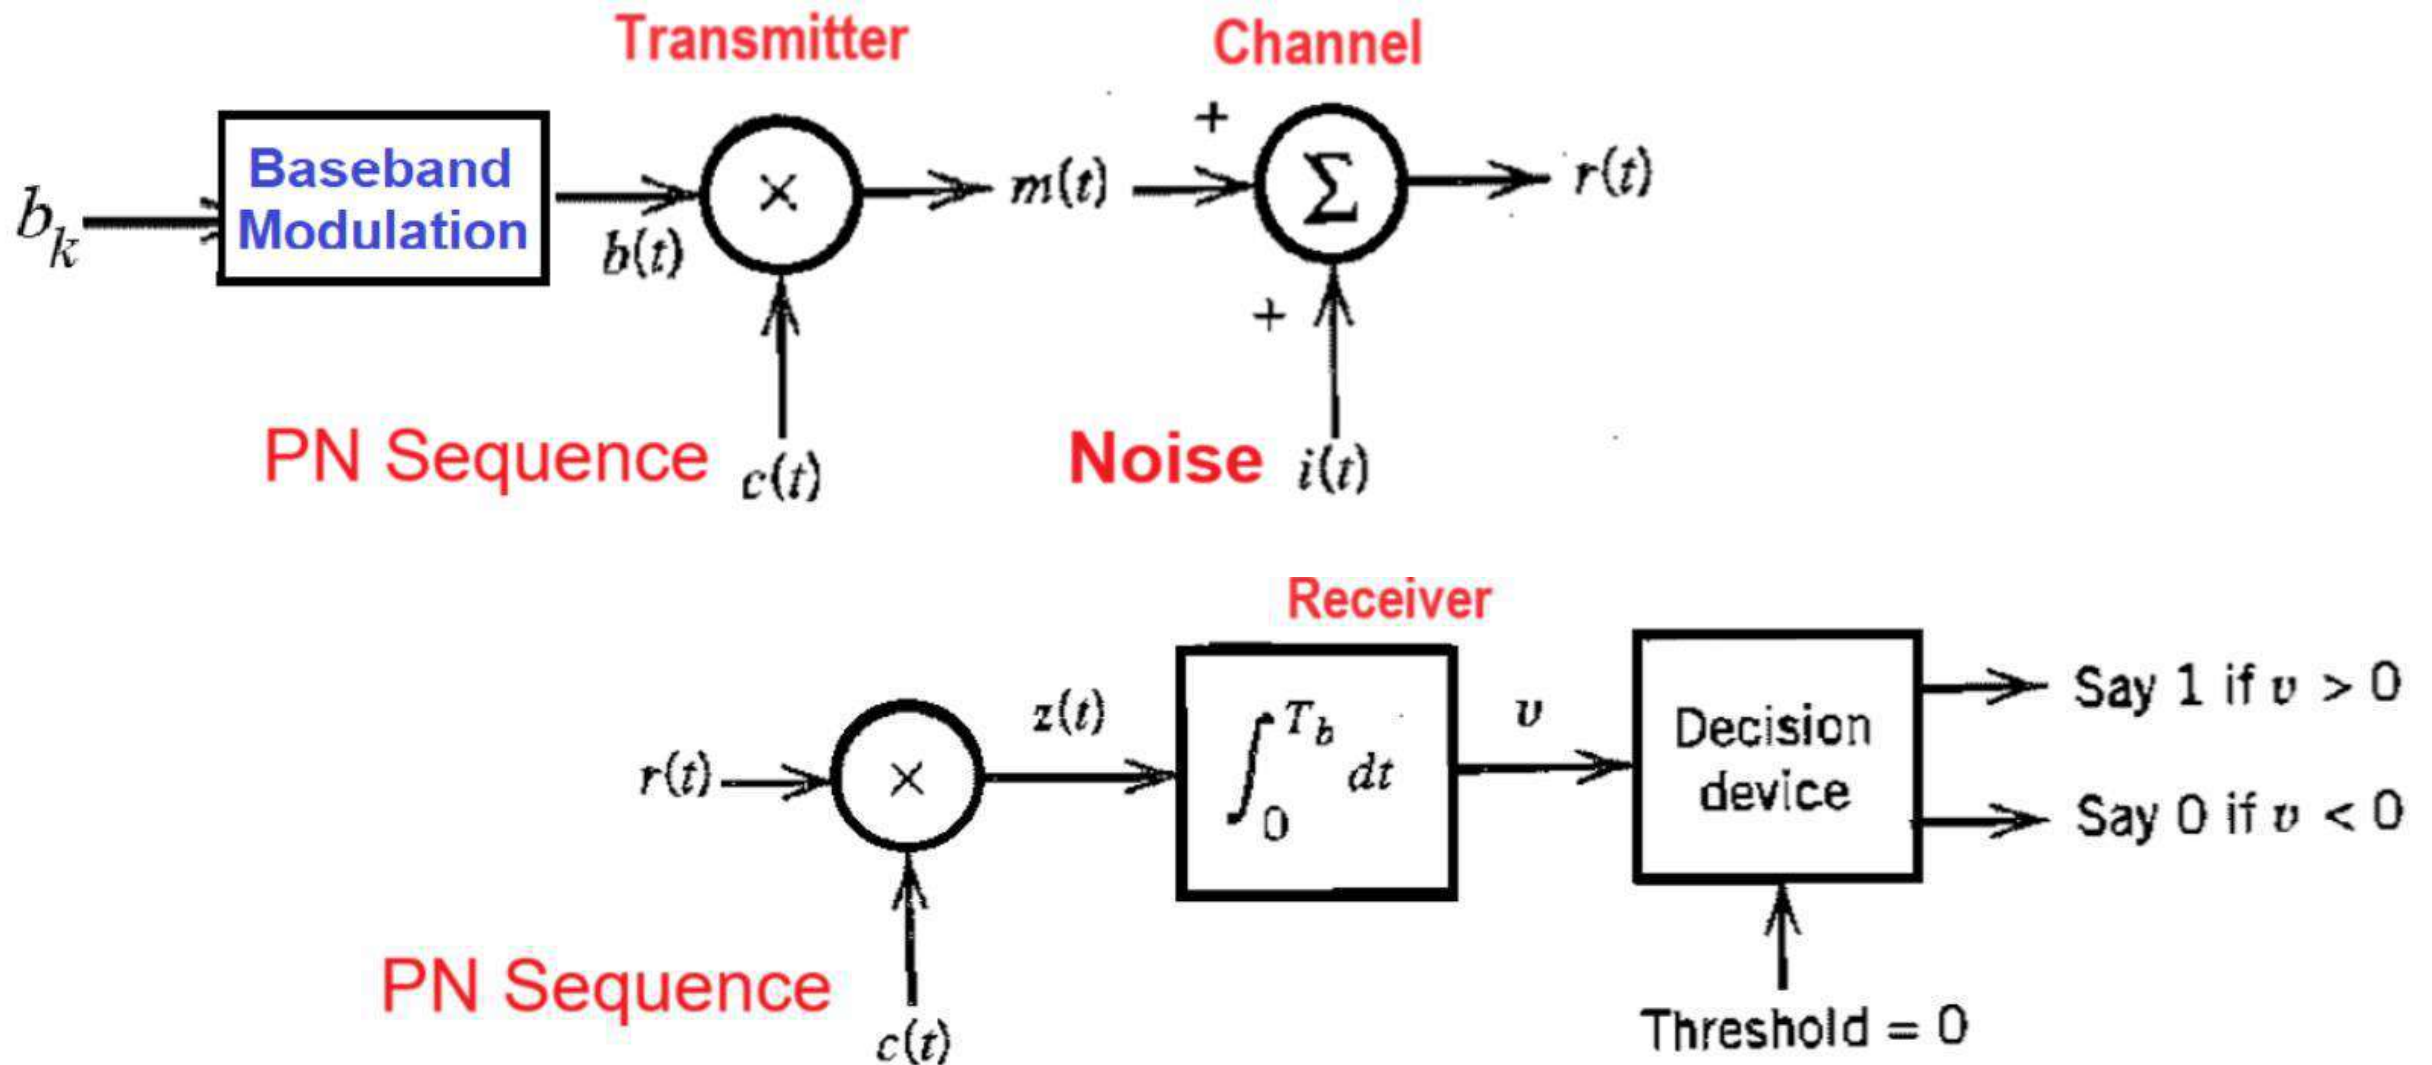 Transmitter
Channel
b_k
Baseband
Modulation
b(t)
×
m(t)
+
Σ
r(t)
+
PN Sequence c(t)
Noise i(t)
Receiver
r(t)
×
z(t)
∫_0^{T_b} dt
v
Decision
device
Say 1 if v > 0
Say 0 if v < 0
PN Sequence
c(t)
Threshold = 0